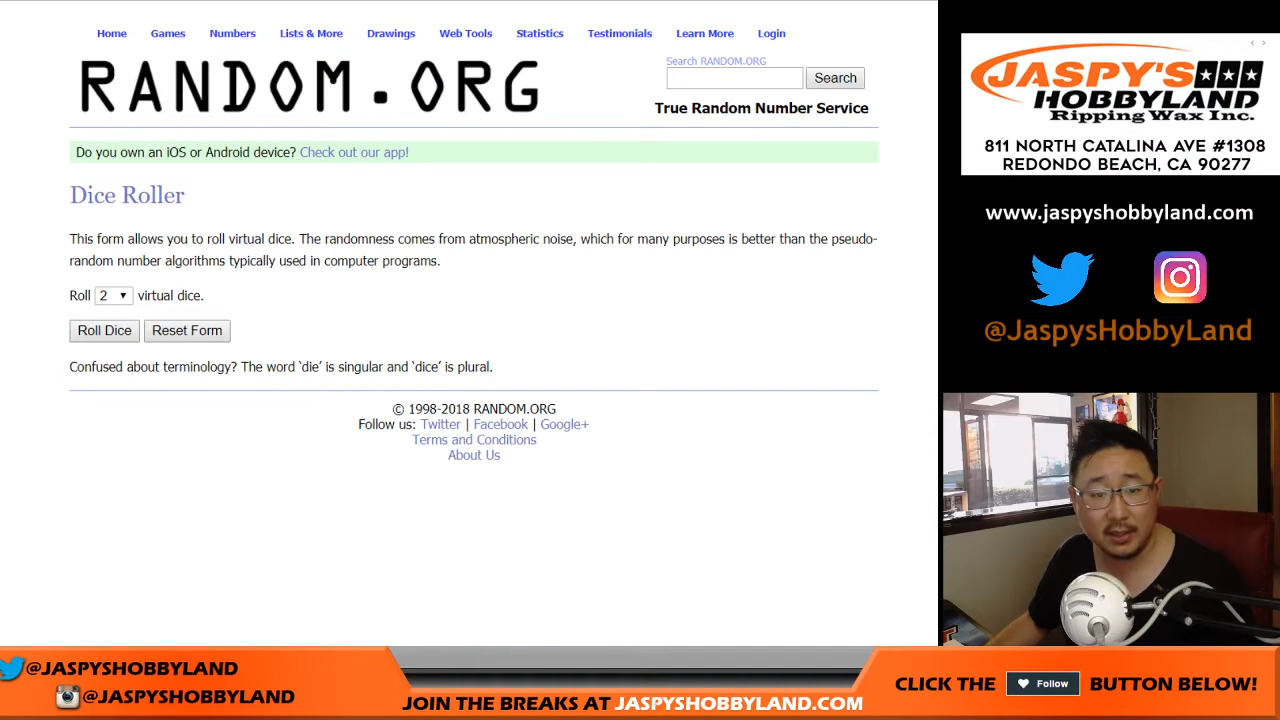 Home Games Numbers Lists & More Drawings Web Tools Statistics Testimonials Learn More Login
RANDOM.ORG
Search RANDOM.ORG
Search
True Random Number Service
Do you own an iOS or Android device? Check out our app!
Dice Roller
This form allows you to roll virtual dice. The randomness comes from atmospheric noise, which for many purposes is better than the pseudo-
random number algorithms typically used in computer programs.
Roll 2 virtual dice.
Roll Dice Reset Form
Confused about terminology? The word ‘die’ is singular and ‘dice’ is plural.
© 1998-2018 RANDOM.ORG
Follow us: Twitter | Facebook | Google+
Terms and Conditions
About Us
JASPY'S
HOBBYLAND
Ripping Wax Inc.
811 NORTH CATALINA AVE #1308
REDONDO BEACH, CA 90277
www.jaspyshobbyland.com
@JaspysHobbyLand
@JASPYSHOBBYLAND
@JASPYSHOBBYLAND
JOIN THE BREAKS AT JASPYSHOBBYLAND.COM
CLICK THE Follow BUTTON BELOW!